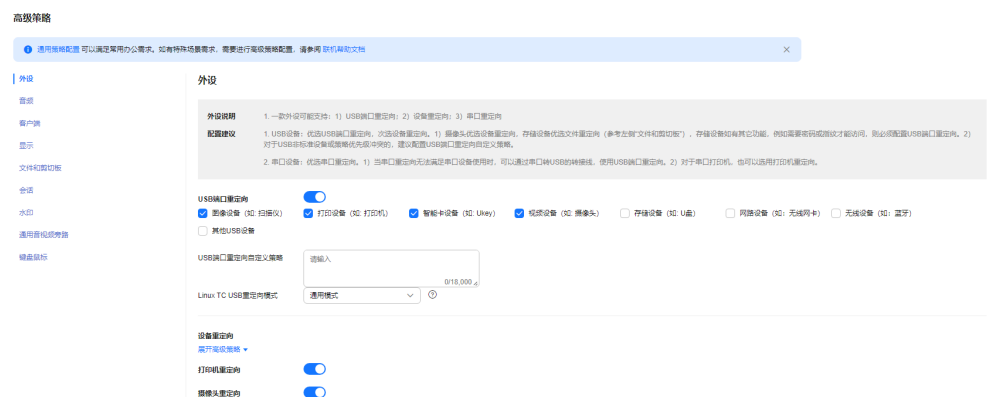 高级策略
通用策略配置 可以满足常用办公需求。如有特殊场景需求，需要进行高级策略配置，请参阅 联机帮助文档
外设
音频
客户端
显示
文件和剪切板
会话
水印
通用音视频旁路
键盘鼠标
外设
外设说明 1. 一款外设可能支持：1）USB端口重定向；2）设备重定向；3）串口重定向
配置建议 1. USB设备：优选USB端口重定向，次选设备重定向。1）摄像头优选设备重定向，存储设备优选文件重定向（参考左侧"文件和剪切板"），存储设备如有其它功能，例如需要密码或指纹才能访问，则必须配置USB端口重定向。2）
对于USB非标准设备或策略优先级冲突的，建议配置USB端口重定向自定义策略。
2. 串口设备：优选串口重定向。1）当串口重定向无法满足串口设备使用时，可以通过串口转USB的转接线，使用USB端口重定向。2）对于串口打印机，也可以选用打印机重定向。
USB端口重定向
图像设备（如: 扫描仪） 打印设备（如: 打印机） 智能卡设备（如: Ukey） 视频设备（如: 摄像头） 存储设备（如: U盘） 网路设备（如: 无线网卡） 无线设备（如：蓝牙）
其他USB设备
USB端口重定向自定义策略 请输入
0/18,000
Linux TC USB重定向模式 通用模式
设备重定向
展开高级策略
打印机重定向
摄像头重定向